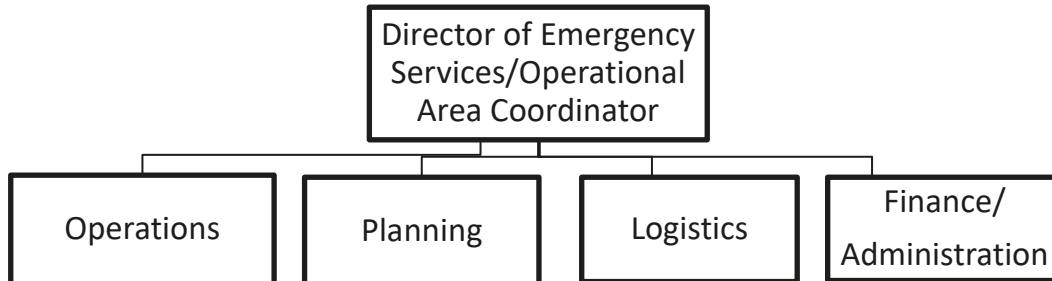 Director of Emergency
Services/Operational
Area Coordinator
Operations
Planning
Logistics
Finance/
Administration